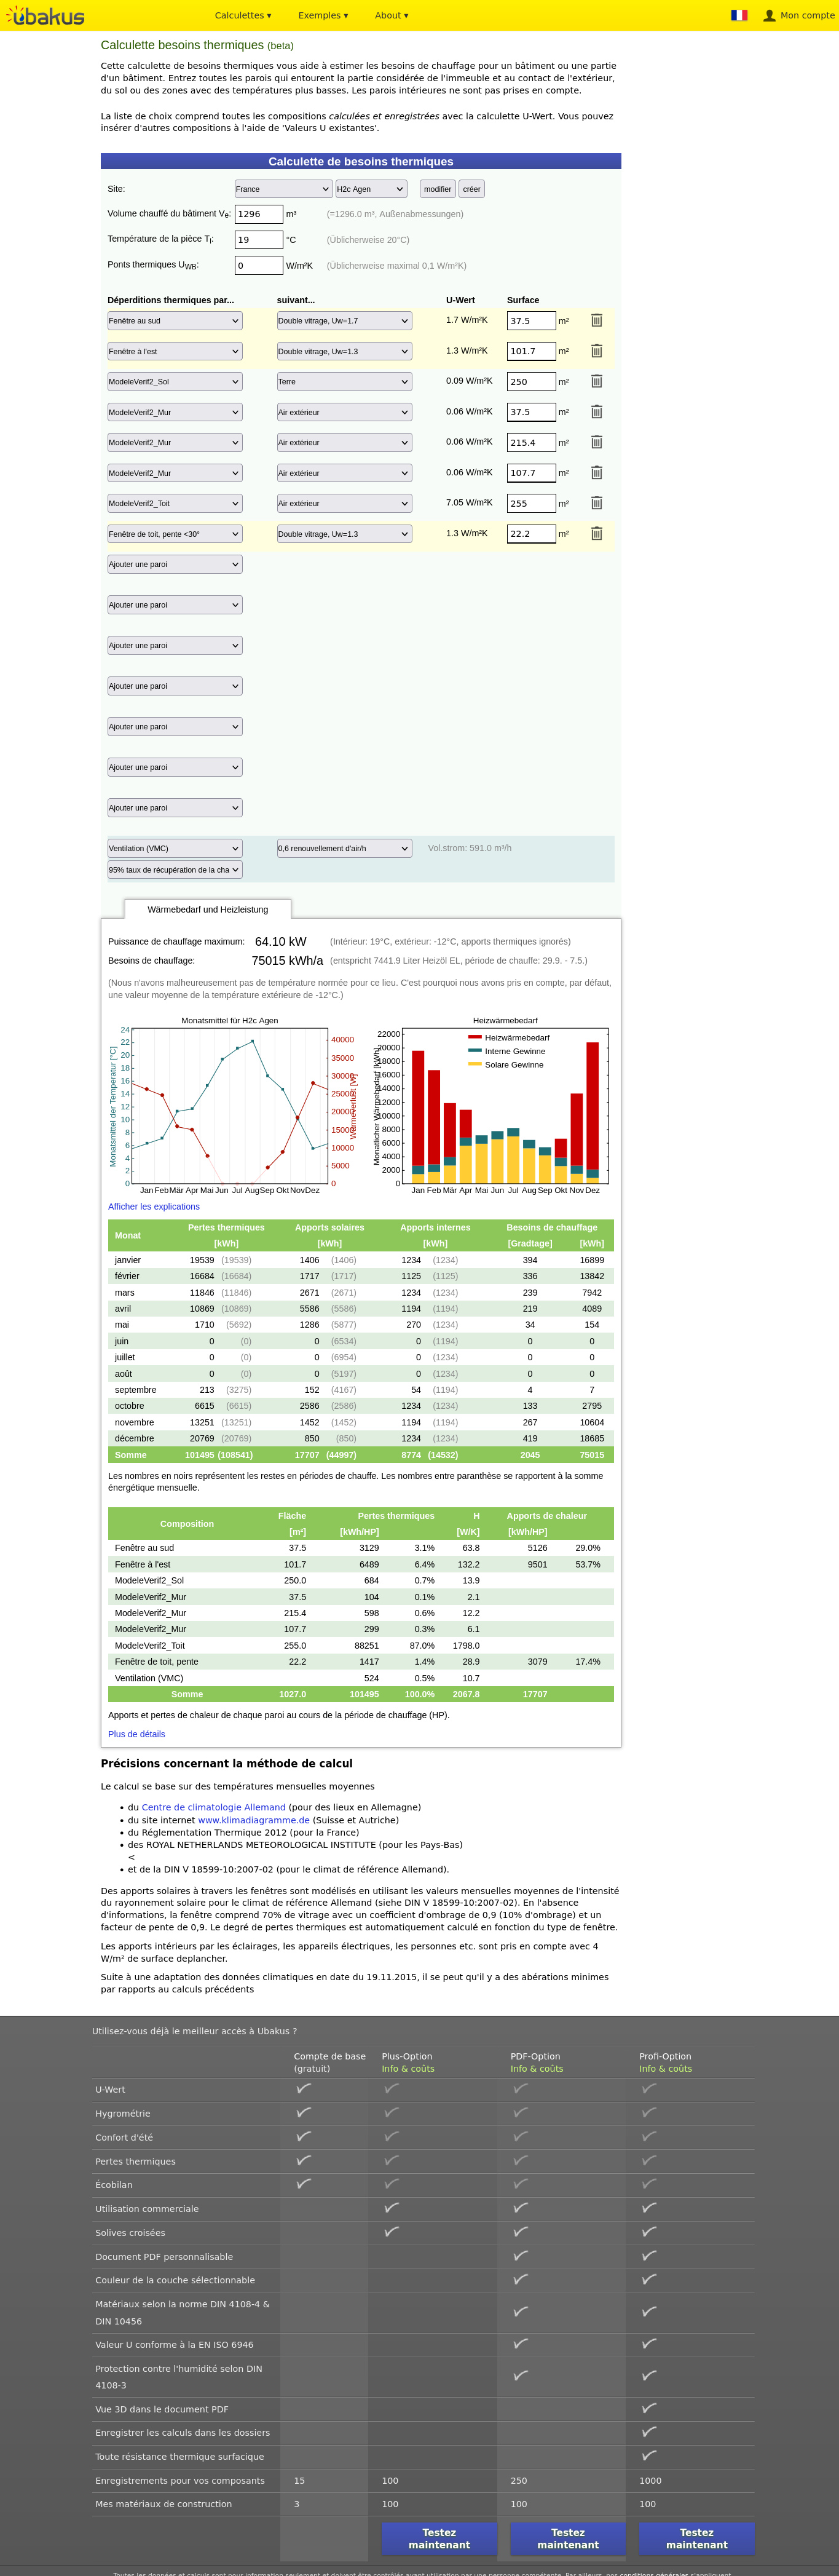 ubakus
Calculettes ▾ Exemples ▾ About ▾ Mon compte
Calculette besoins thermiques (beta)
Cette calculette de besoins thermiques vous aide à estimer les besoins de chauffage pour un bâtiment ou une partie
d'un bâtiment. Entrez toutes les parois qui entourent la partie considérée de l'immeuble et au contact de l'extérieur,
du sol ou des zones avec des températures plus basses. Les parois intérieures ne sont pas prises en compte.
La liste de choix comprend toutes les compositions calculées et enregistrées avec la calculette U-Wert. Vous pouvez
insérer d'autres compositions à l'aide de 'Valeurs U existantes'.
Calculette de besoins thermiques
Site: France H2c Agen modifier créer
Volume chauffé du bâtiment Ve: 1296 m³ (=1296.0 m³, Außenabmessungen)
Température de la pièce Ti: 19 °C (Üblicherweise 20°C)
Ponts thermiques UWB: 0 W/m²K (Üblicherweise maximal 0,1 W/m²K)
Déperditions thermiques par... suivant... U-Wert Surface
Fenêtre au sud Double vitrage, Uw=1.7 1.7 W/m²K 37.5 m²
Fenêtre à l'est Double vitrage, Uw=1.3 1.3 W/m²K 101.7 m²
ModeleVerif2_Sol Terre 0.09 W/m²K 250 m²
ModeleVerif2_Mur Air extérieur 0.06 W/m²K 37.5 m²
ModeleVerif2_Mur Air extérieur 0.06 W/m²K 215.4 m²
ModeleVerif2_Mur Air extérieur 0.06 W/m²K 107.7 m²
ModeleVerif2_Toit Air extérieur 7.05 W/m²K 255 m²
Fenêtre de toit, pente <30° Double vitrage, Uw=1.3 1.3 W/m²K 22.2 m²
Ajouter une paroi
Ajouter une paroi
Ajouter une paroi
Ajouter une paroi
Ajouter une paroi
Ajouter une paroi
Ajouter une paroi
Ventilation (VMC) 0,6 renouvellement d'air/h Vol.strom: 591.0 m³/h
95% taux de récupération de la cha
Wärmebedarf und Heizleistung
Puissance de chauffage maximum: 64.10 kW (Intérieur: 19°C, extérieur: -12°C, apports thermiques ignorés)
Besoins de chauffage: 75015 kWh/a (entspricht 7441.9 Liter Heizöl EL, période de chauffe: 29.9. - 7.5.)
(Nous n'avons malheureusement pas de température normée pour ce lieu. C'est pourquoi nous avons pris en compte, par défaut,
une valeur moyenne de la température extérieure de -12°C.)
Monatsmittel für H2c Agen
Monatsmittel der Temperatur [°C]
24
22
20
18
16
14
12
10
8
6
4
2
0
40000
35000
30000
25000
20000
15000
10000
5000
0
Wärmeverlust [W]
Jan Feb Mär Apr Mai Jun Jul Aug Sep Okt Nov Dez
Heizwärmebedarf
Monatlicher Wärmebedarf [kWh]
22000
20000
18000
16000
14000
12000
10000
8000
6000
4000
2000
0
Heizwärmebedarf
Interne Gewinne
Solare Gewinne
Jan Feb Mär Apr Mai Jun Jul Aug Sep Okt Nov Dez
Afficher les explications
Monat Pertes thermiques Apports solaires Apports internes Besoins de chauffage
[kWh] [kWh] [kWh] [Gradtage] [kWh]
janvier 19539 (19539) 1406 (1406) 1234 (1234) 394 16899
février 16684 (16684) 1717 (1717) 1125 (1125) 336 13842
mars 11846 (11846) 2671 (2671) 1234 (1234) 239 7942
avril 10869 (10869) 5586 (5586) 1194 (1194) 219 4089
mai 1710 (5692) 1286 (5877) 270 (1234) 34 154
juin 0 (0) 0 (6534) 0 (1194) 0 0
juillet 0 (0) 0 (6954) 0 (1234) 0 0
août 0 (0) 0 (5197) 0 (1234) 0 0
septembre 213 (3275) 152 (4167) 54 (1194) 4 7
octobre 6615 (6615) 2586 (2586) 1234 (1234) 133 2795
novembre 13251 (13251) 1452 (1452) 1194 (1194) 267 10604
décembre 20769 (20769) 850 (850) 1234 (1234) 419 18685
Somme 101495 (108541) 17707 (44997) 8774 (14532) 2045 75015
Les nombres en noirs représentent les restes en périodes de chauffe. Les nombres entre paranthèse se rapportent à la somme
énergétique mensuelle.
Composition Fläche Pertes thermiques H Apports de chaleur
[m²] [kWh/HP] [W/K] [kWh/HP]
Fenêtre au sud 37.5 3129 3.1% 63.8 5126 29.0%
Fenêtre à l'est 101.7 6489 6.4% 132.2 9501 53.7%
ModeleVerif2_Sol 250.0 684 0.7% 13.9
ModeleVerif2_Mur 37.5 104 0.1% 2.1
ModeleVerif2_Mur 215.4 598 0.6% 12.2
ModeleVerif2_Mur 107.7 299 0.3% 6.1
ModeleVerif2_Toit 255.0 88251 87.0% 1798.0
Fenêtre de toit, pente 22.2 1417 1.4% 28.9 3079 17.4%
Ventilation (VMC) 524 0.5% 10.7
Somme 1027.0 101495 100.0% 2067.8 17707
Apports et pertes de chaleur de chaque paroi au cours de la période de chauffage (HP).
Plus de détails
Précisions concernant la méthode de calcul
Le calcul se base sur des températures mensuelles moyennes
• du Centre de climatologie Allemand (pour des lieux en Allemagne)
• du site internet www.klimadiagramme.de (Suisse et Autriche)
• du Réglementation Thermique 2012 (pour la France)
• des ROYAL NETHERLANDS METEOROLOGICAL INSTITUTE (pour les Pays-Bas)
<
• et de la DIN V 18599-10:2007-02 (pour le climat de référence Allemand).
Des apports solaires à travers les fenêtres sont modélisés en utilisant les valeurs mensuelles moyennes de l'intensité
du rayonnement solaire pour le climat de référence Allemand (siehe DIN V 18599-10:2007-02). En l'absence
d'informations, la fenêtre comprend 70% de vitrage avec un coefficient d'ombrage de 0,9 (10% d'ombrage) et un
facteur de pente de 0,9. Le degré de pertes thermiques est automatiquement calculé en fonction du type de fenêtre.
Les apports intérieurs par les éclairages, les appareils électriques, les personnes etc. sont pris en compte avec 4
W/m² de surface deplancher.
Suite à une adaptation des données climatiques en date du 19.11.2015, il se peut qu'il y a des abérations minimes
par rapports au calculs précédents
Utilisez-vous déjà le meilleur accès à Ubakus ?
Compte de base Plus-Option PDF-Option Profi-Option
(gratuit) Info & coûts Info & coûts Info & coûts
U-Wert
Hygrométrie
Confort d'été
Pertes thermiques
Écobilan
Utilisation commerciale
Solives croisées
Document PDF personnalisable
Couleur de la couche sélectionnable
Matériaux selon la norme DIN 4108-4 &
DIN 10456
Valeur U conforme à la EN ISO 6946
Protection contre l'humidité selon DIN
4108-3
Vue 3D dans le document PDF
Enregistrer les calculs dans les dossiers
Toute résistance thermique surfacique
Enregistrements pour vos composants 15 100 250 1000
Mes matériaux de construction 3 100 100 100
Testez maintenant Testez maintenant Testez maintenant
Toutes les données et calculs sont pour information seulement et doivent être contrôlés avant utilisation par une personne compétente. Par ailleurs, nos conditions générales s'appliquent.